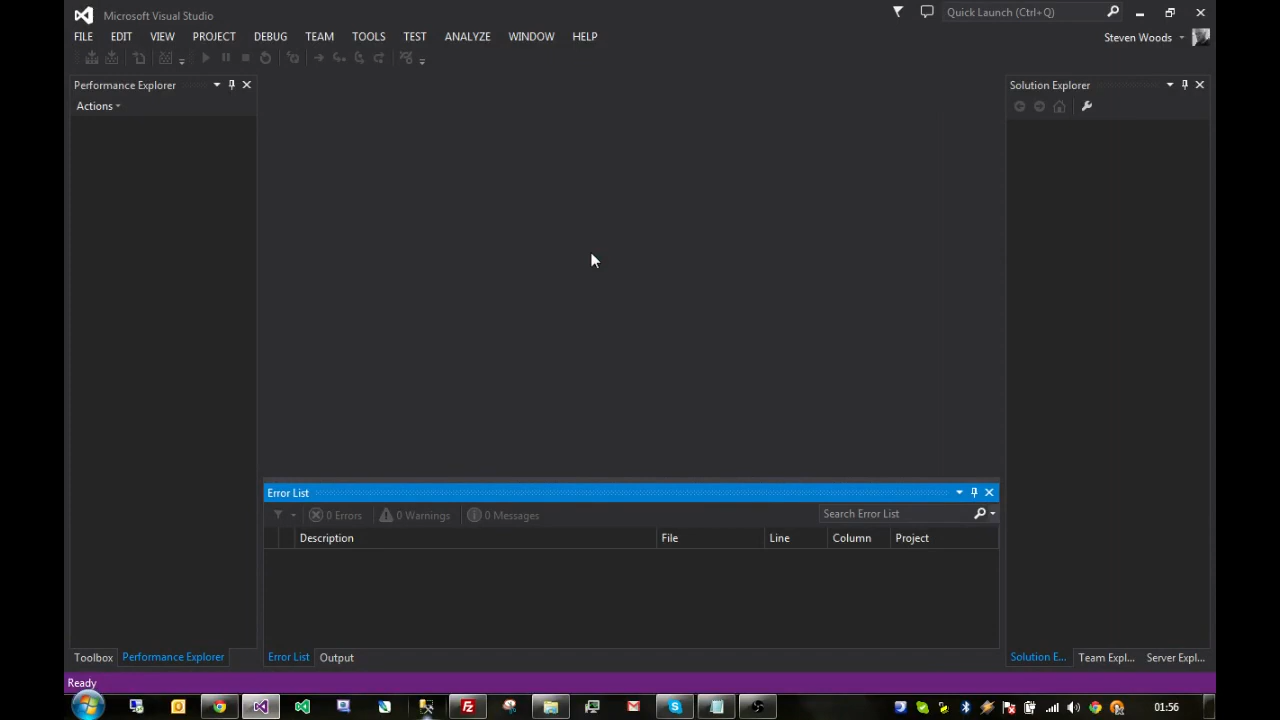 Microsoft Visual Studio
Quick Launch (Ctrl+Q)
FILE EDIT VIEW PROJECT DEBUG TEAM TOOLS TEST ANALYZE WINDOW HELP
Steven Woods
Performance Explorer
Solution Explorer
Actions
Error List
0 Errors 0 Warnings 0 Messages
Search Error List
Description File Line Column Project
Toolbox Performance Explorer
Error List Output
Solution E... Team Expl... Server Expl...
Ready
01:56